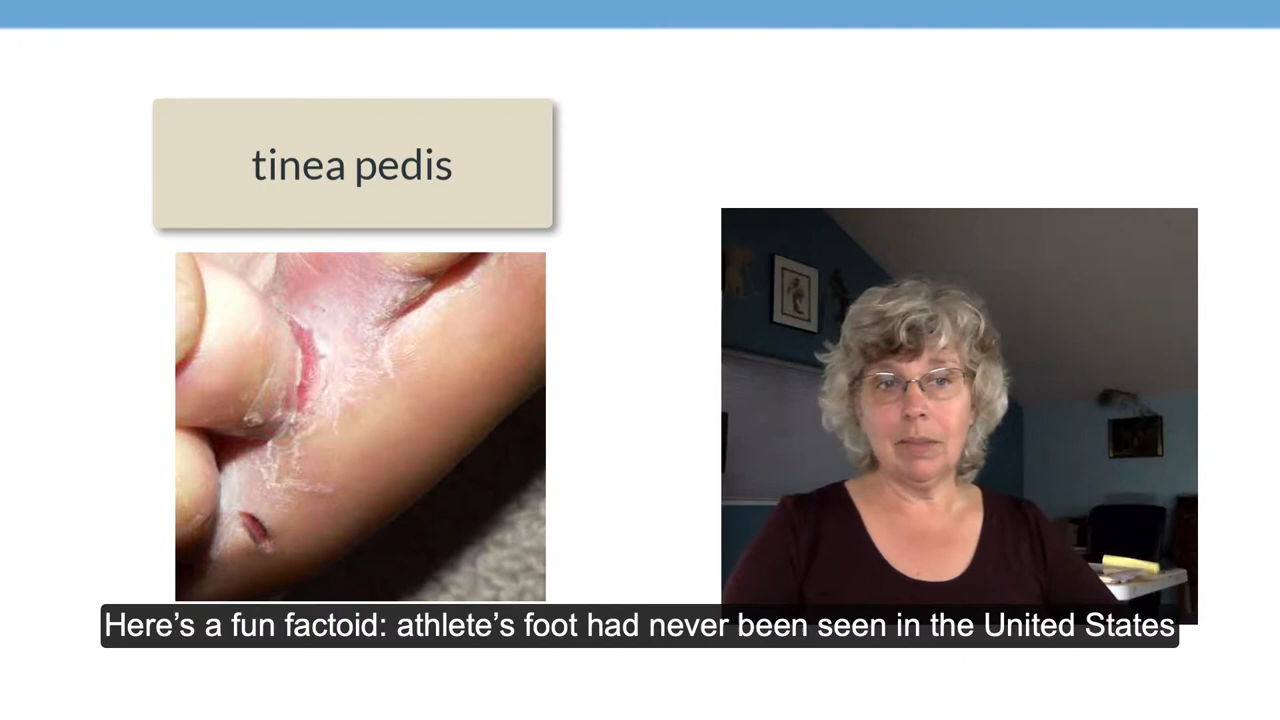 tinea pedis
Here’s a fun factoid: athlete’s foot had never been seen in the United States